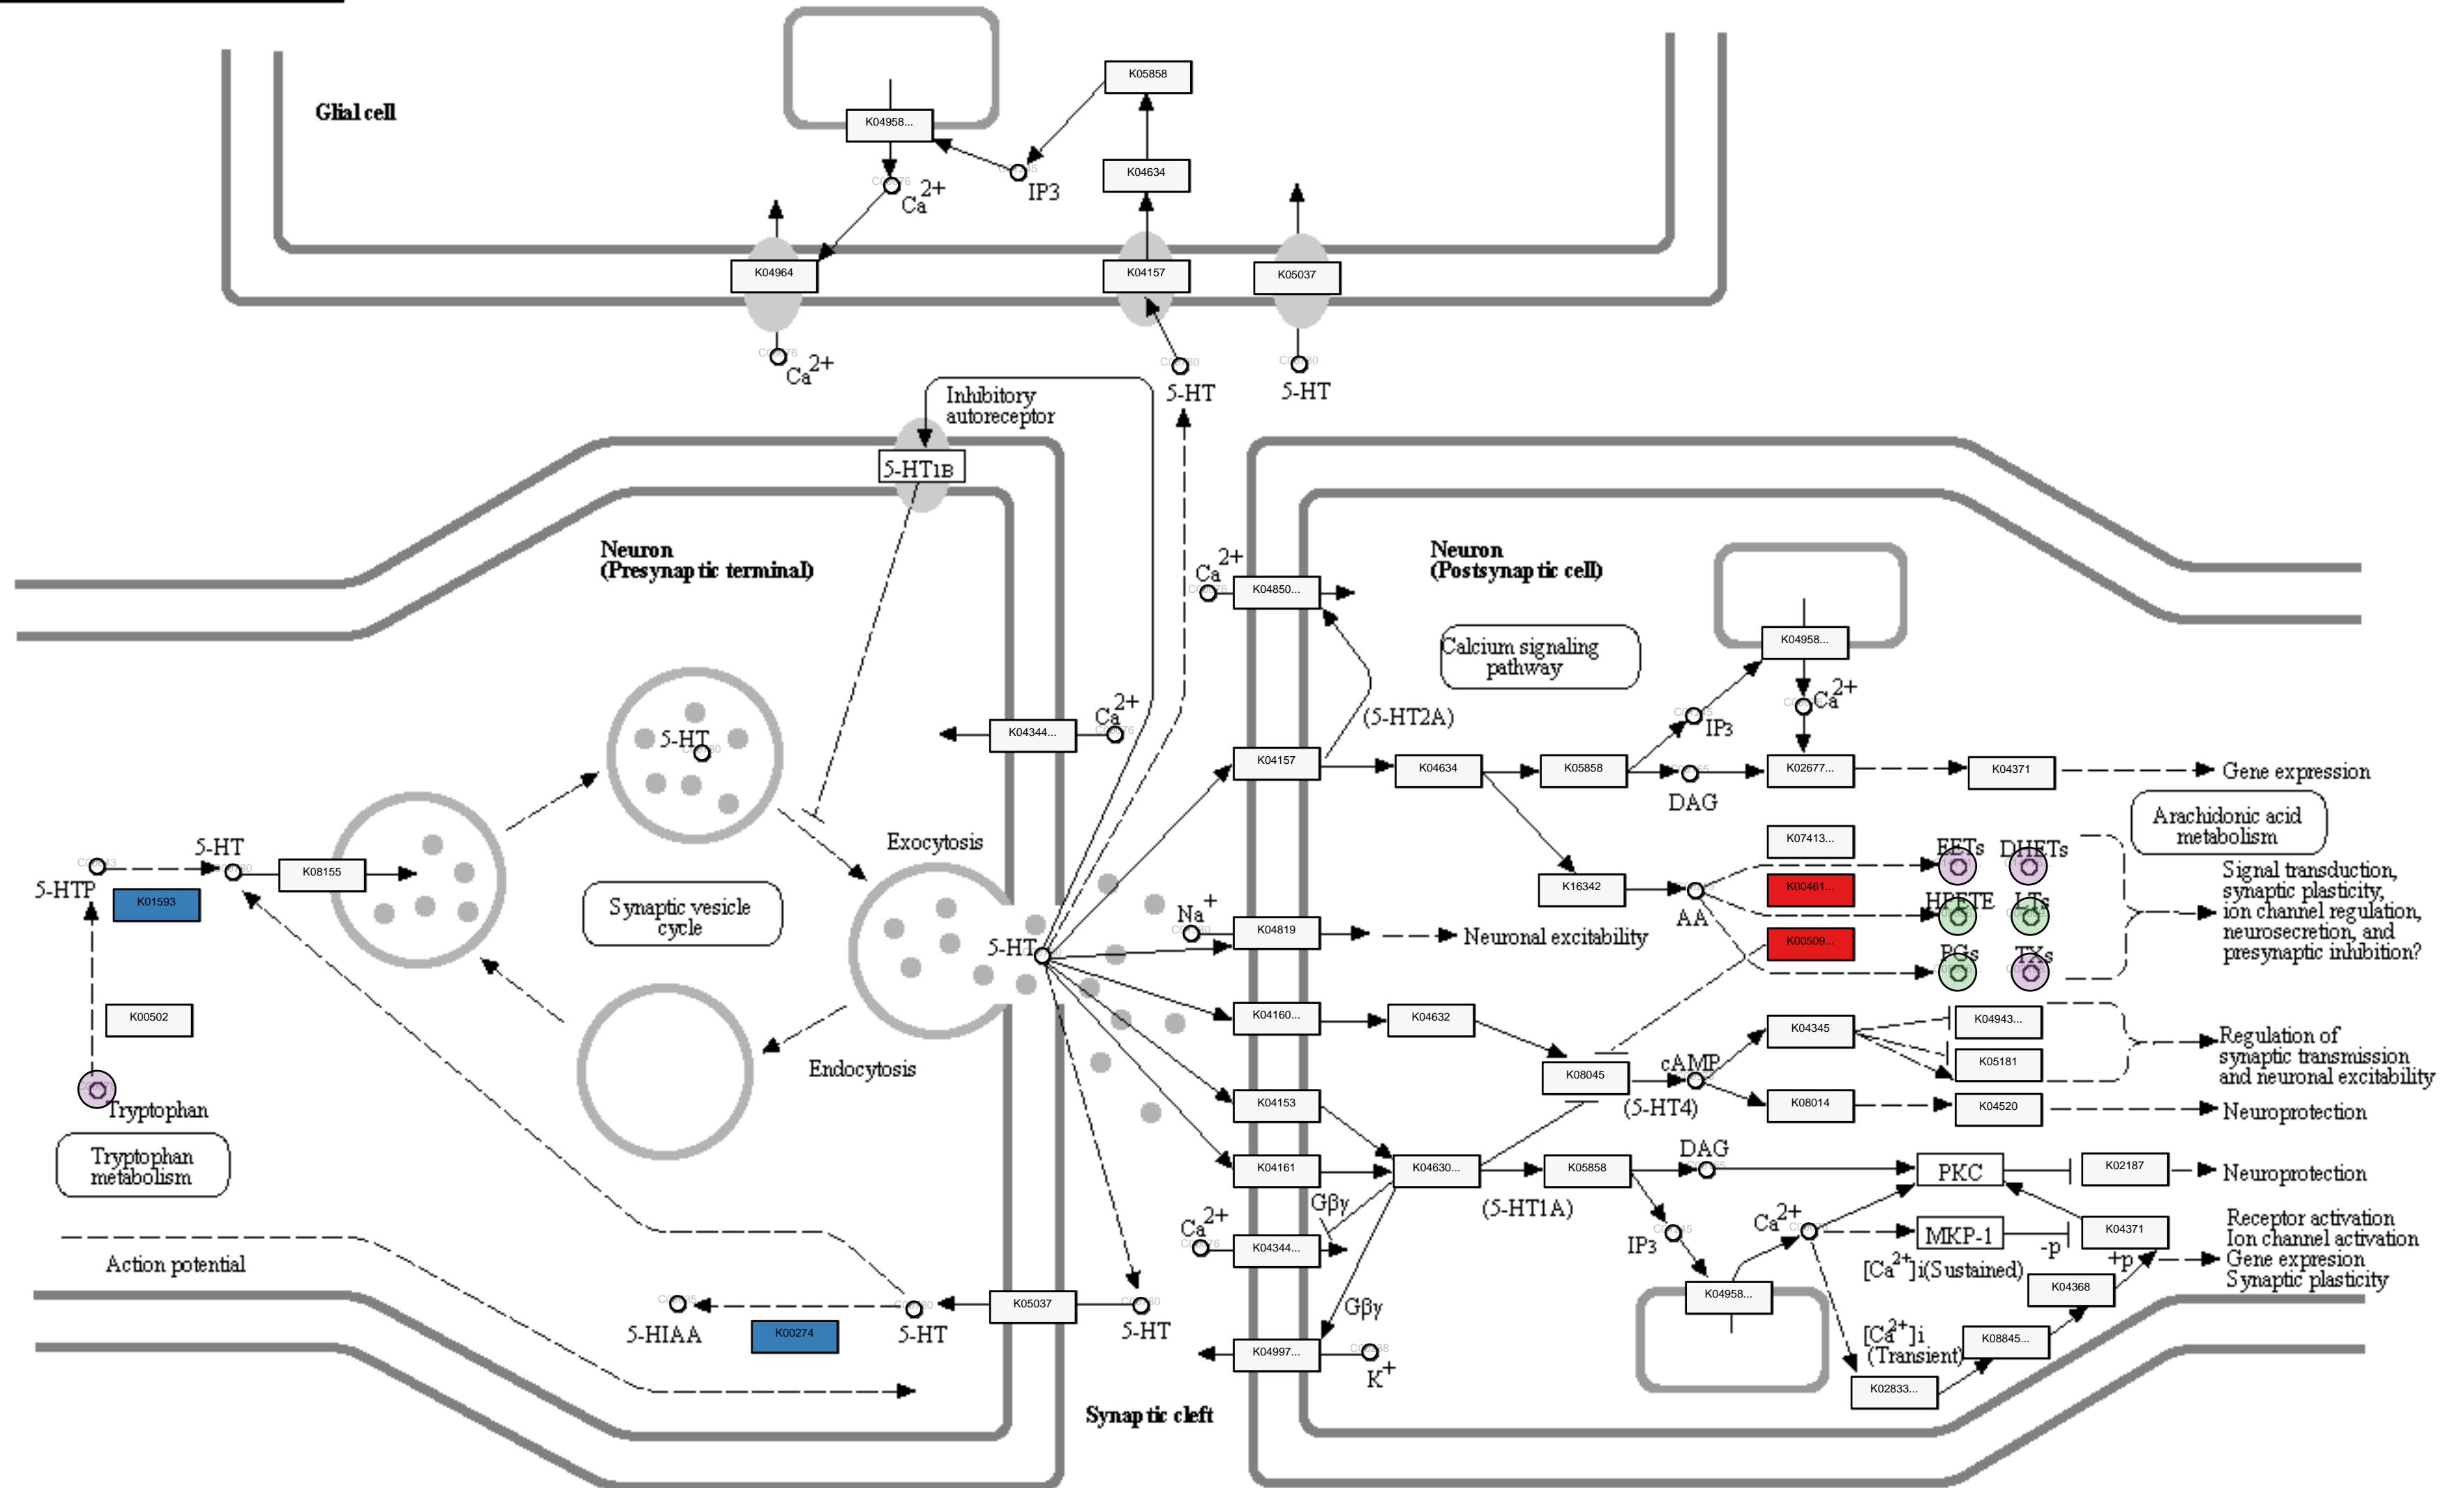 K05858
Glial cell
K04958...
K04634
IP3
Ca2+
K04964
K04157
K05037
Ca2+
5-HT
5-HT
Inhibitory
autoreceptor
5-HT1B
Neuron
(Presynaptic terminal)
Neuron
(Postsynaptic cell)
Ca2+
K04850...
Calcium signaling
pathway
K04958...
Ca2+
IP3
(5-HT2A)
Ca2+
K04344...
5-HT
K04157
K04634
K05858
DAG
K02677...
K04371
Gene expression
Arachidonic acid
metabolism
5-HT
K08155
5-HTP
K01593
Exocytosis
Synaptic vesicle
cycle
K07413...
EETs
DHETs
K16342
AA
K00461...
HPETE
LTs
K00509...
PGs
TXs
Signal transduction,
synaptic plasticity,
ion channel regulation,
neurosecretion, and
presynaptic inhibition?
Na+
K04819
Neuronal excitability
5-HT
K00502
Tryptophan
Tryptophan
metabolism
Endocytosis
K04160...
K04632
K08045
cAMP
(5-HT4)
K04345
K04943...
K05181
Regulation of
synaptic transmission
and neuronal excitability
K08014
K04520
Neuroprotection
K04153
K04161
K04630...
K05858
(5-HT1A)
DAG
PKC
K02187
Neuroprotection
Gβγ
Ca2+
K04344...
IP3
Ca2+
MKP-1
-p
K04371
+p
[Ca2+]i(Sustained)
Receptor activation
Ion channel activation
Gene expresion
Synaptic plasticity
K04368
K04958...
Gβγ
Action potential
5-HIAA
K00274
5-HT
K05037
5-HT
K04997...
K+
[Ca2+]i
(Transient)
K08845...
K02833...
Synaptic cleft